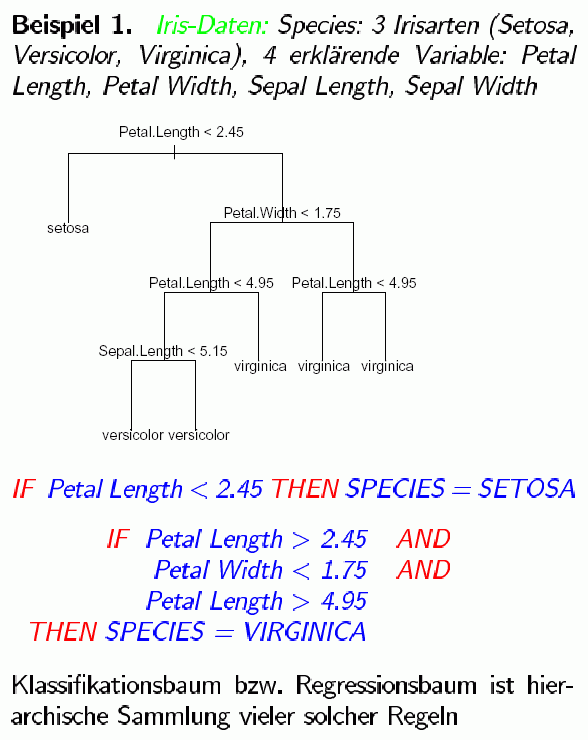 Beispiel 1. Iris-Daten: Species: 3 Irisarten (Setosa,
Versicolor, Virginica), 4 erklärende Variable: Petal
Length, Petal Width, Sepal Length, Sepal Width
Petal.Length < 2.45
setosa
Petal.Width < 1.75
Petal.Length < 4.95 Petal.Length < 4.95
Sepal.Length < 5.15
virginica virginica virginica
versicolor versicolor
IF Petal Length < 2.45 THEN SPECIES = SETOSA
IF Petal Length > 2.45 AND
Petal Width < 1.75 AND
Petal Length > 4.95
THEN SPECIES = VIRGINICA
Klassifikationsbaum bzw. Regressionsbaum ist hier-
archische Sammlung vieler solcher Regeln